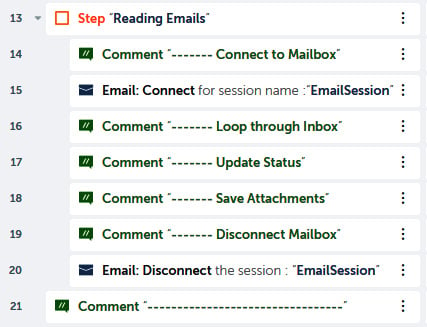 13 Step “Reading Emails”
14 Comment “------- Connect to Mailbox”
15 Email: Connect for session name :“EmailSession”
16 Comment “------- Loop through Inbox”
17 Comment “------- Update Status”
18 Comment “------- Save Attachments”
19 Comment “------- Disconnect Mailbox”
20 Email: Disconnect the session : “EmailSession”
21 Comment “---------------------------------”